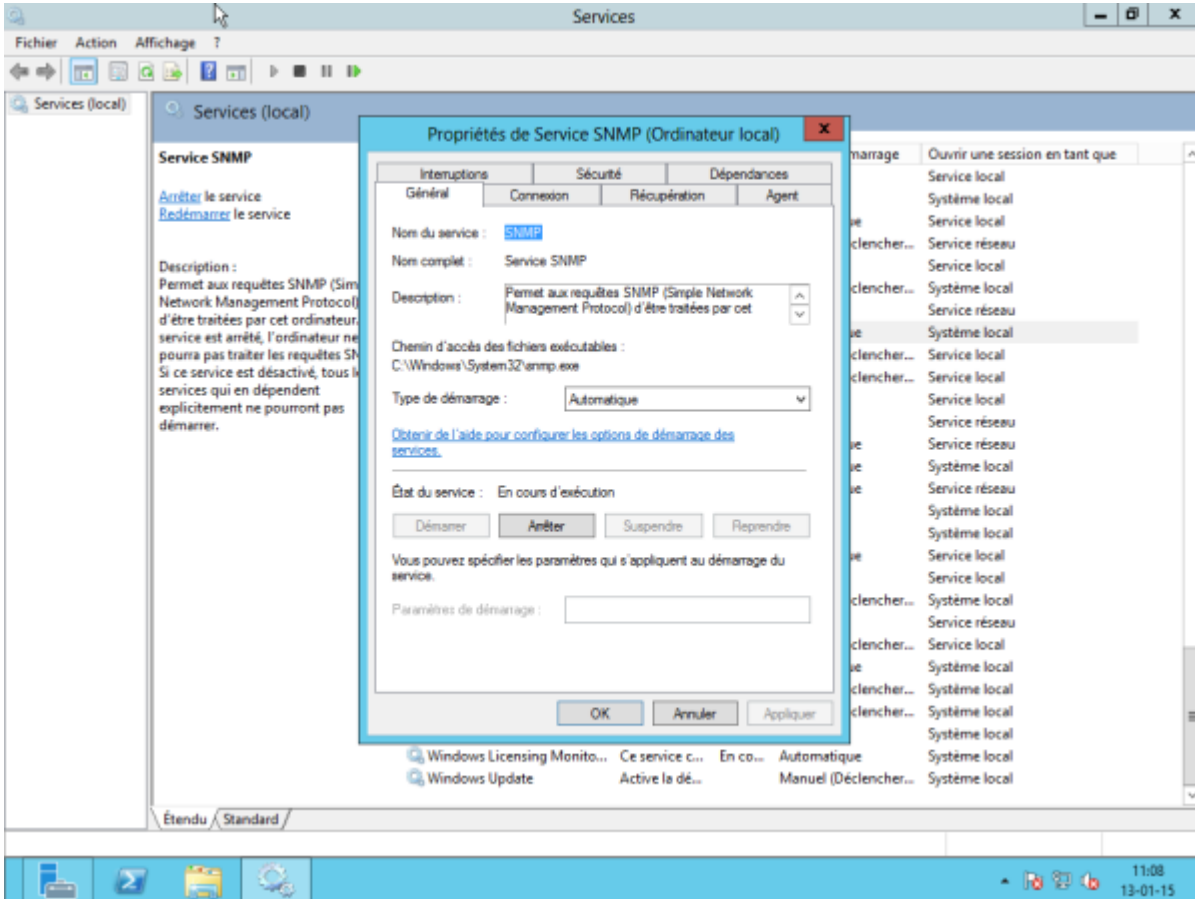 Services
Fichier Action Affichage ?
Services (local)
Services (local)
Service SNMP
Arrêter le service
Redémarrer le service
Description :
Permet aux requêtes SNMP (Sim
Network Management Protocol)
d'être traitées par cet ordinateur.
service est arrêté, l'ordinateur ne
pourra pas traiter les requêtes SN
Si ce service est désactivé, tous l
services qui en dépendent
explicitement ne pourront pas
démarrer.
Propriétés de Service SNMP (Ordinateur local)
Interruptions Sécurité Dépendances
Général Connexion Récupération Agent
Nom du service : SNMP
Nom complet : Service SNMP
Description : Permet aux requêtes SNMP (Simple Network
Management Protocol) d'être traitées par cet
Chemin d'accès des fichiers exécutables :
C:\Windows\System32\snmp.exe
Type de démarrage : Automatique
Obtenir de l'aide pour configurer les options de démarrage des
services.
État du service : En cours d'exécution
Démarrer Arrêter Suspendre Reprendre
Vous pouvez spécifier les paramètres qui s'appliquent au démarrage du
service.
Paramètres de démarrage :
OK Annuler Appliquer
marrage Ouvrir une session en tant que
Service local
Système local
ue Service local
clencher... Service réseau
Service local
clencher... Système local
Service réseau
ue Système local
clencher... Service local
clencher... Service local
Service local
Service réseau
ue Service réseau
ue Système local
ue Service réseau
Système local
Système local
ue Service local
Service local
clencher... Système local
Service réseau
clencher... Service local
ue Système local
clencher... Système local
clencher... Système local
Système local
Windows Licensing Monito... Ce service c... En co... Automatique Système local
Windows Update Active la dé... Manuel (Déclencher... Système local
Étendu Standard
11:08
13-01-15